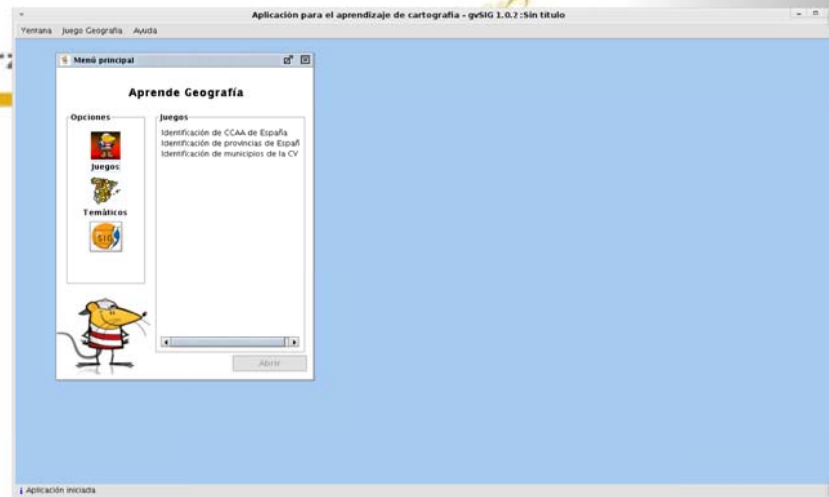 Aplicación para el aprendizaje de cartografia - gvSIG 1.0.2 :Sin título
Ventana Juego Geografía Ayuda
Menú principal
Aprende Geografía
Opciones
Juegos
Temáticos
SIG
Juegos
Identificación de CCAA de España
Identificación de provincias de Españ
Identificación de municipios de la CV
Abrir
i Aplicación iniciada